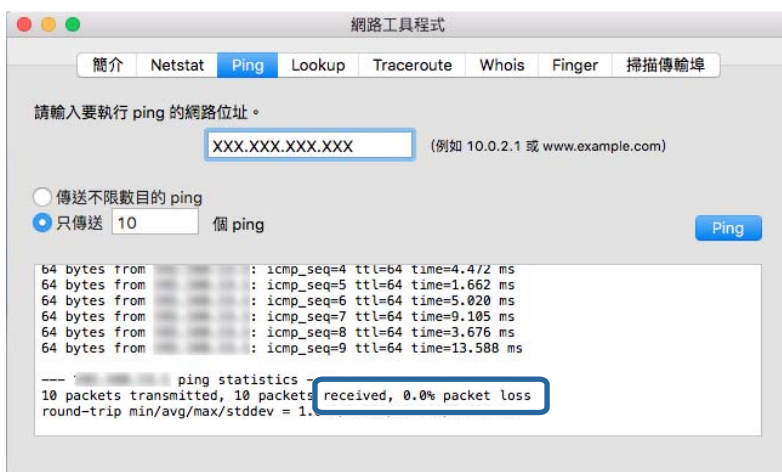 網路工具程式
簡介 Netstat Ping Lookup Traceroute Whois Finger 掃描傳輸埠
請輸入要執行 ping 的網路位址。
XXX.XXX.XXX.XXX (例如 10.0.2.1 或 www.example.com)
傳送不限數目的 ping
只傳送 10 個 ping
Ping
64 bytes from : icmp_seq=4 ttl=64 time=4.472 ms
64 bytes from : icmp_seq=5 ttl=64 time=1.662 ms
64 bytes from : icmp_seq=6 ttl=64 time=5.020 ms
64 bytes from : icmp_seq=7 ttl=64 time=9.105 ms
64 bytes from : icmp_seq=8 ttl=64 time=3.676 ms
64 bytes from : icmp_seq=9 ttl=64 time=13.588 ms
--- ping statistics -
10 packets transmitted, 10 packets received, 0.0% packet loss
round-trip min/avg/max/stddev = 1.